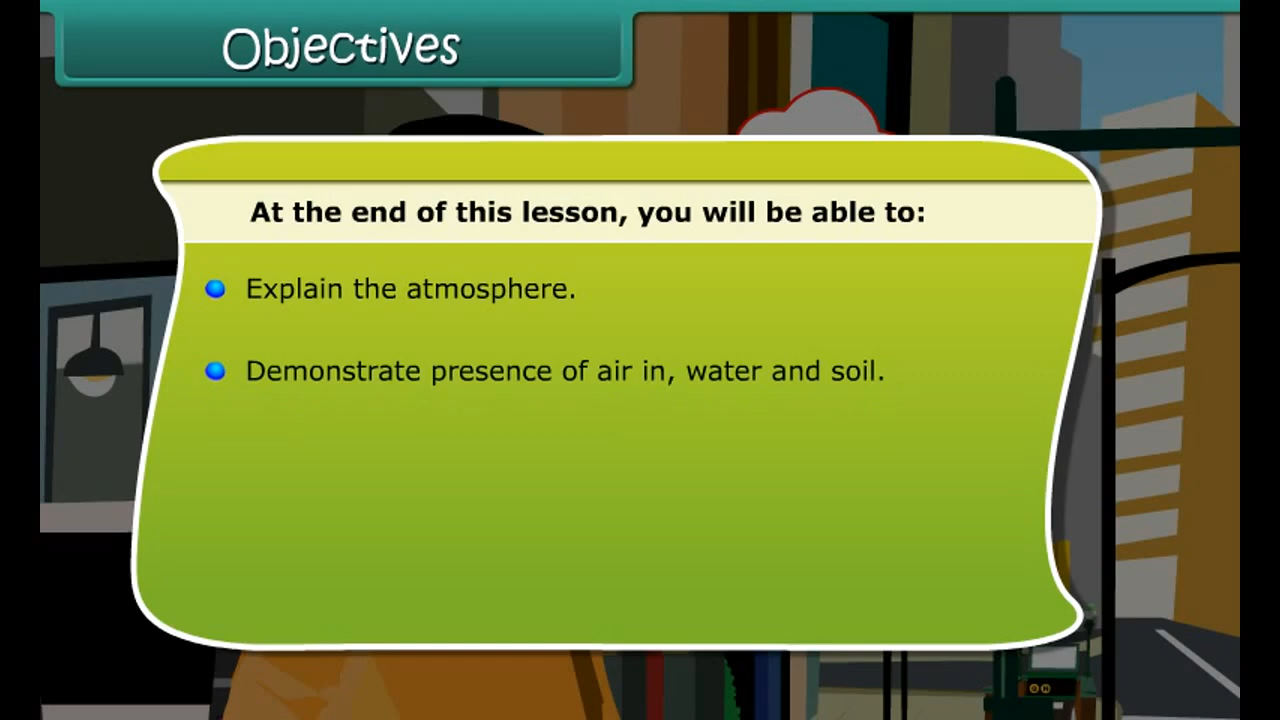 Objectives
At the end of this lesson, you will be able to:
Explain the atmosphere.
Demonstrate presence of air in, water and soil.